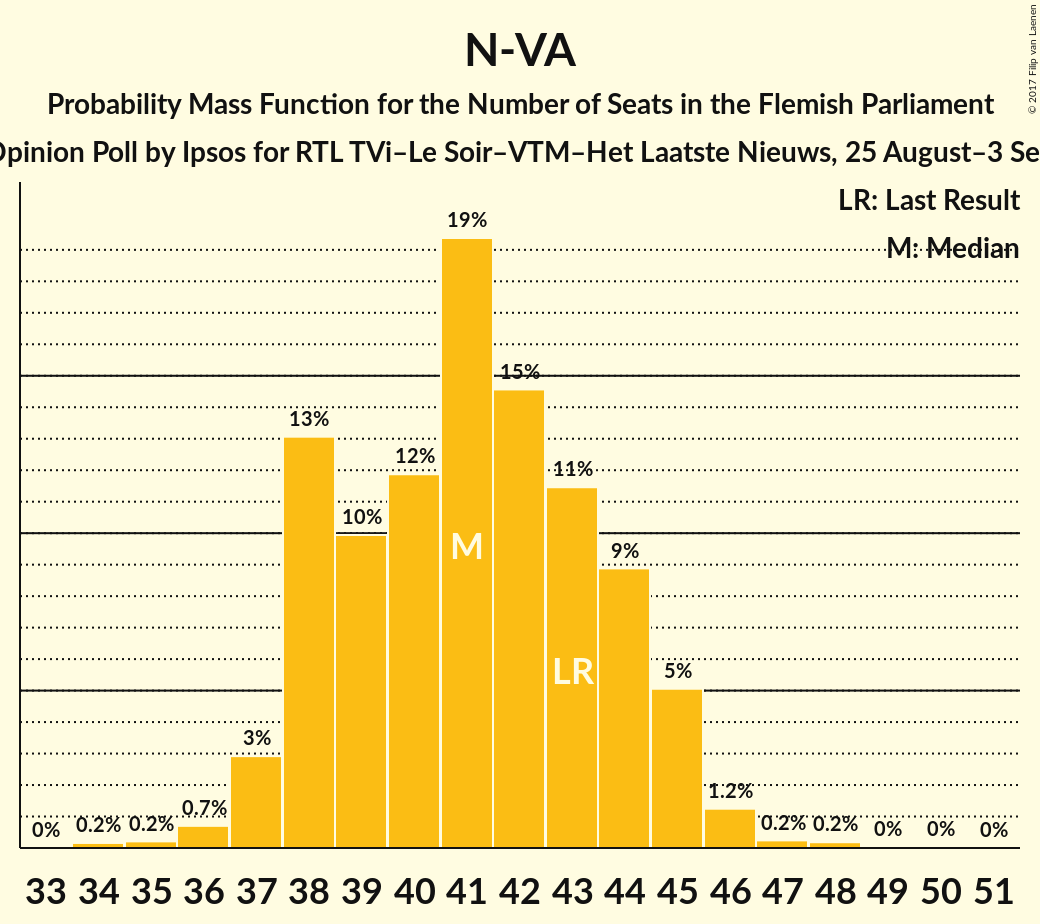 N-VA
Probability Mass Function for the Number of Seats in the Flemish Parliament
Opinion Poll by Ipsos for RTL TVi–Le Soir–VTM–Het Laatste Nieuws, 25 August–3 Se
© 2017 Filip van Laenen
LR: Last Result
M: Median
0%
0.2%
0.2%
0.7%
3%
13%
10%
12%
19%
15%
11%
9%
5%
1.2%
0.2%
0.2%
0%
0%
0%
M
LR
33 34 35 36 37 38 39 40 41 42 43 44 45 46 47 48 49 50 51